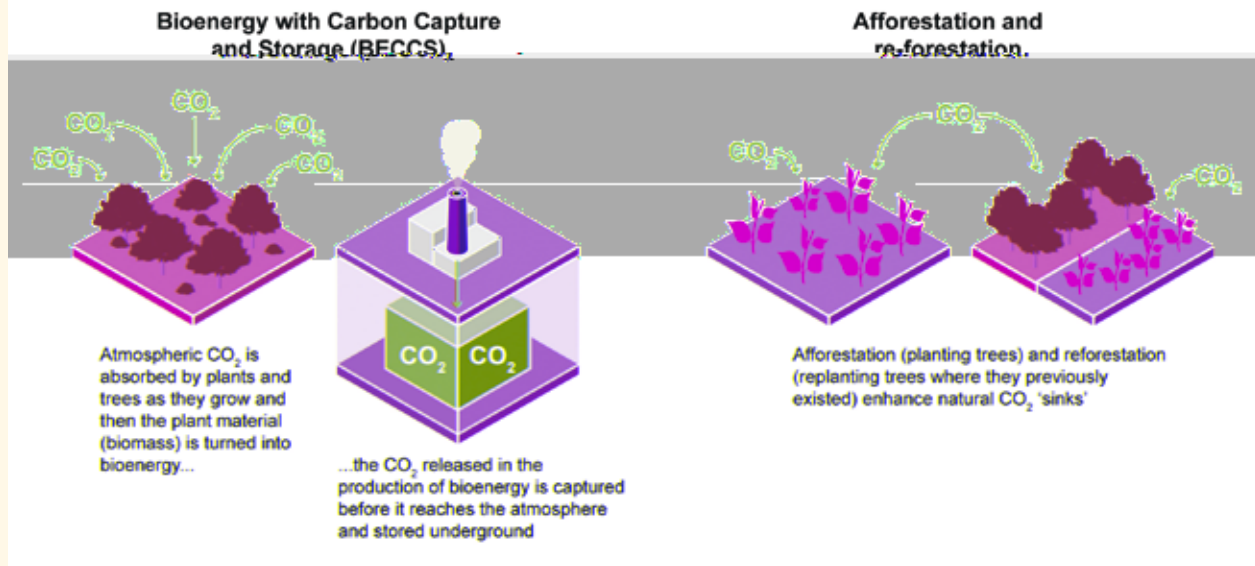 Bioenergy with Carbon Capture
and Storage (BECCS)
CO₂
CO₂
CO₂
CO₂
CO₂
CO₂
CO₂
Atmospheric CO₂ is
absorbed by plants and
trees as they grow and
then the plant material
(biomass) is turned into
bioenergy...
...the CO₂ released in the
production of bioenergy is captured
before it reaches the atmosphere
and stored underground
Afforestation and
re-forestation
CO₂
CO₂
CO₂
Afforestation (planting trees) and reforestation
(replanting trees where they previously
existed) enhance natural CO₂ ‘sinks’